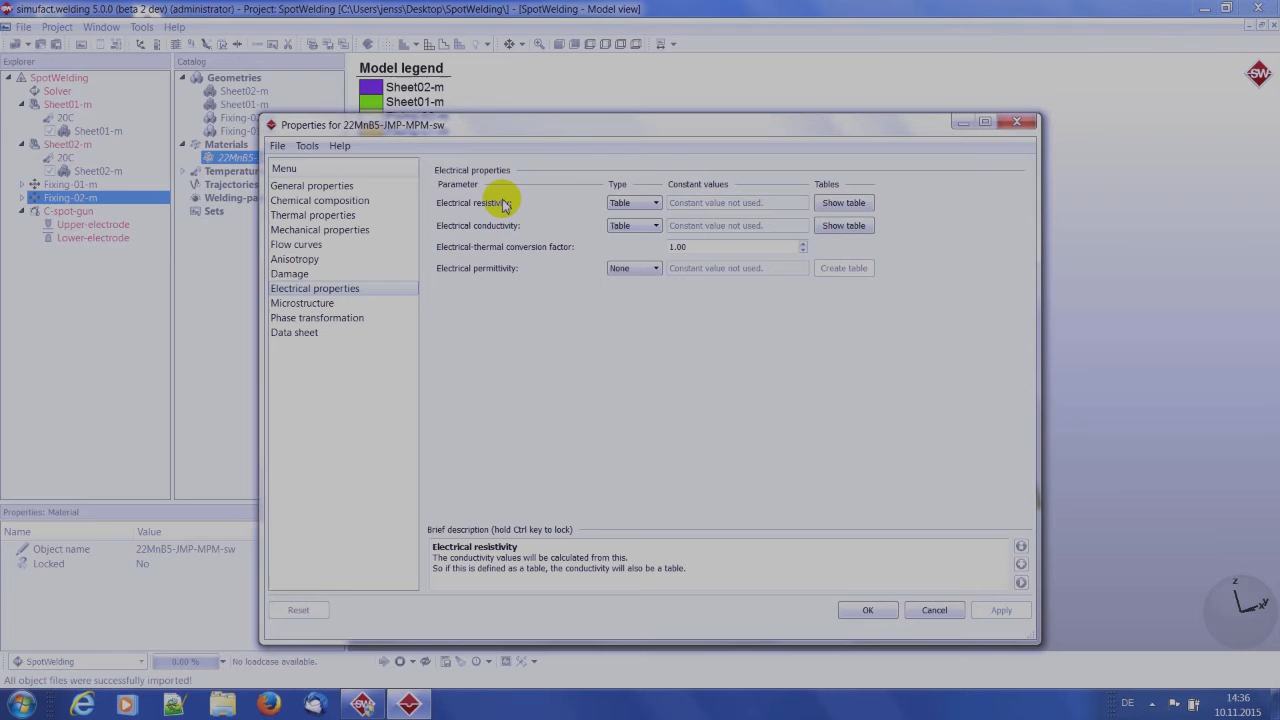 simufact.welding 5.0.0 (beta 2 dev) (administrator) - Project: SpotWelding [C:\Users\jenss\Desktop\SpotWelding\] - [SpotWelding - Model view]
File Project Window Tools Help
Explorer
SpotWelding
Solver
Sheet01-m
20C
Sheet01-m
Sheet02-m
20C
Sheet02-m
Fixing-01-m
Fixing-02-m
C-spot-gun
Upper-electrode
Lower-electrode
Catalog
Geometries
Sheet02-m
Sheet01-m
Materials
22MnB5-
Trajectories
Sets
Model legend
Sheet02-m
Sheet01-m
SW
Properties for 22MnB5-JMP-MPM-sw
File Tools Help
Menu
General properties
Chemical composition
Thermal properties
Mechanical properties
Flow curves
Anisotropy
Damage
Electrical properties
Microstructure
Phase transformation
Data sheet
Electrical properties
Parameter Type Constant values Tables
Electrical resistivity: Table Constant value not used. Show table
Electrical conductivity: Table Constant value not used. Show table
Electrical-thermal conversion factor: 1.00
Electrical permittivity: None Constant value not used. Create table
Brief description (hold Ctrl key to lock)
Electrical resistivity
The conductivity values will be calculated from this.
So if this is defined as a table, the conductivity will also be a table.
Reset OK Cancel Apply
Properties: Material
Name Value
Object name 22MnB5-JMP-MPM-sw
Locked No
z
Y
SpotWelding 0.00 % No loadcase available.
All object files were successfully imported!
DE 14:36
10.11.2015